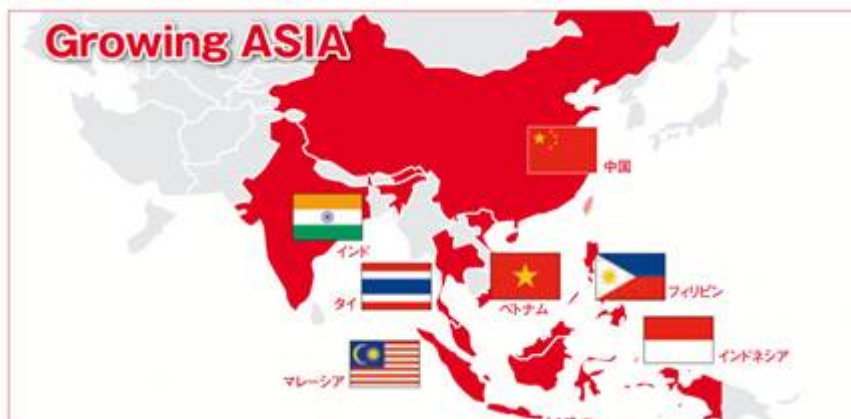 Growing ASIA
中国
インド
タイ
ベトナム
フィリピン
マレーシア
インドネシア